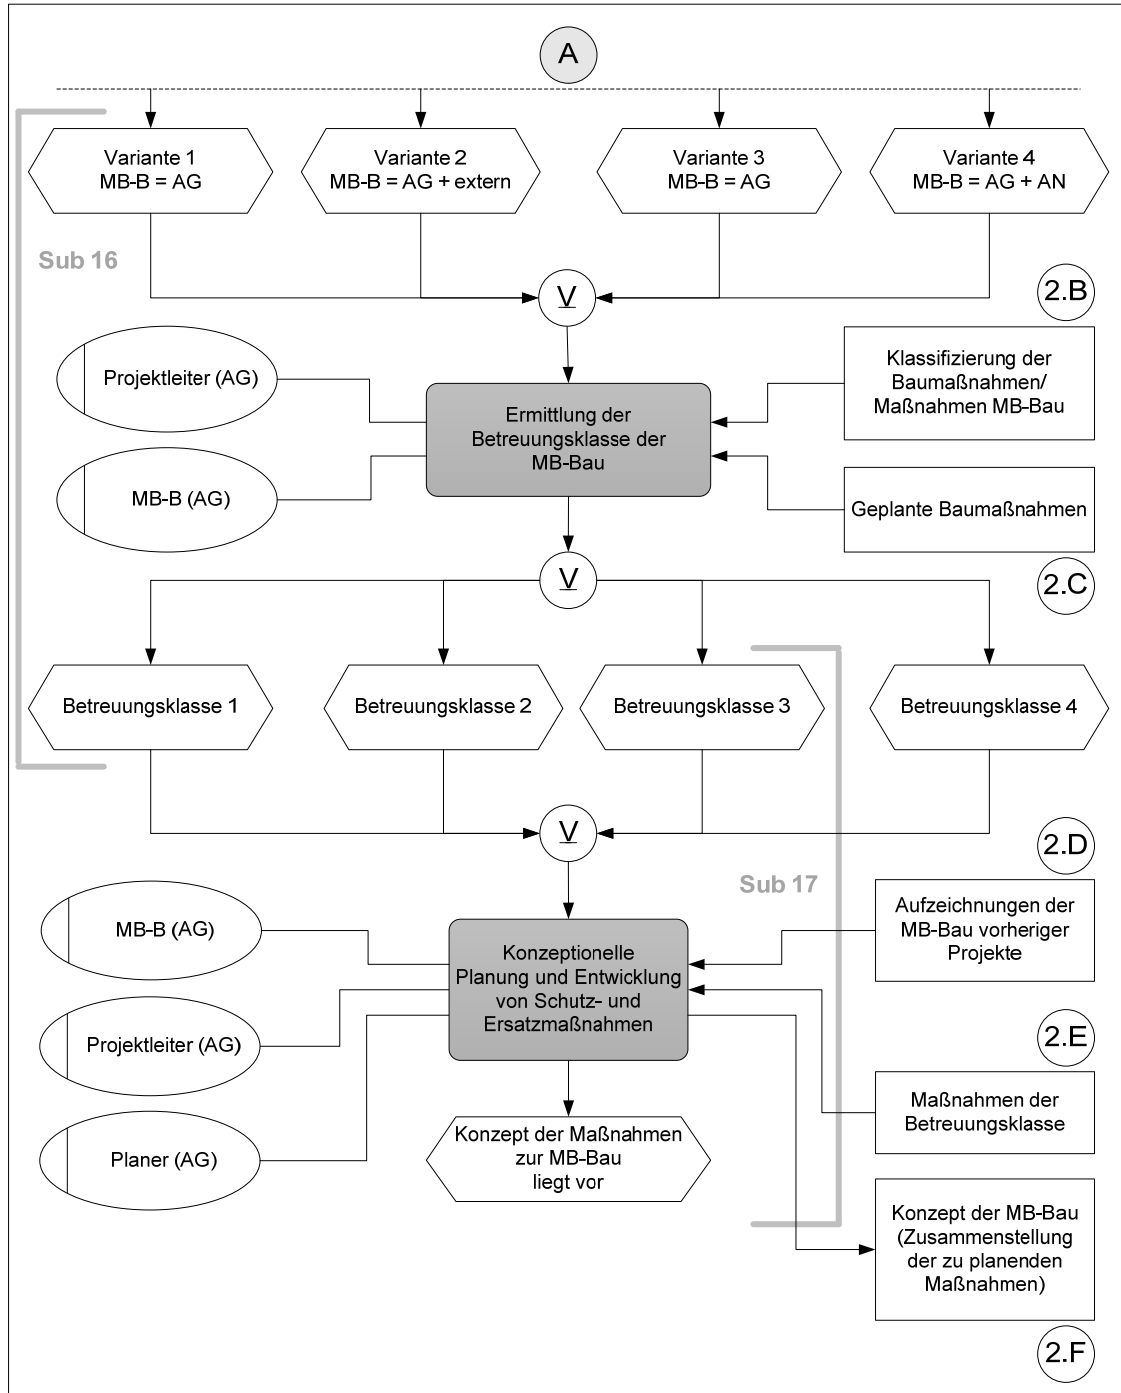 A
Variante 1
MB-B = AG
Variante 2
MB-B = AG + extern
Variante 3
MB-B = AG
Variante 4
MB-B = AG + AN
Sub 16
V
2.B
Projektleiter (AG)
MB-B (AG)
Ermittlung der
Betreuungsklasse der
MB-Bau
Klassifizierung der
Baumaßnahmen/
Maßnahmen MB-Bau
Geplante Baumaßnahmen
V
2.C
Betreuungsklasse 1
Betreuungsklasse 2
Betreuungsklasse 3
Betreuungsklasse 4
V
2.D
Sub 17
MB-B (AG)
Projektleiter (AG)
Planer (AG)
Konzeptionelle
Planung und Entwicklung
von Schutz- und
Ersatzmaßnahmen
Aufzeichnungen der
MB-Bau vorheriger
Projekte
2.E
Maßnahmen der
Betreuungsklasse
Konzept der Maßnahmen
zur MB-Bau
liegt vor
Konzept der MB-Bau
(Zusammenstellung
der zu planenden
Maßnahmen)
2.F